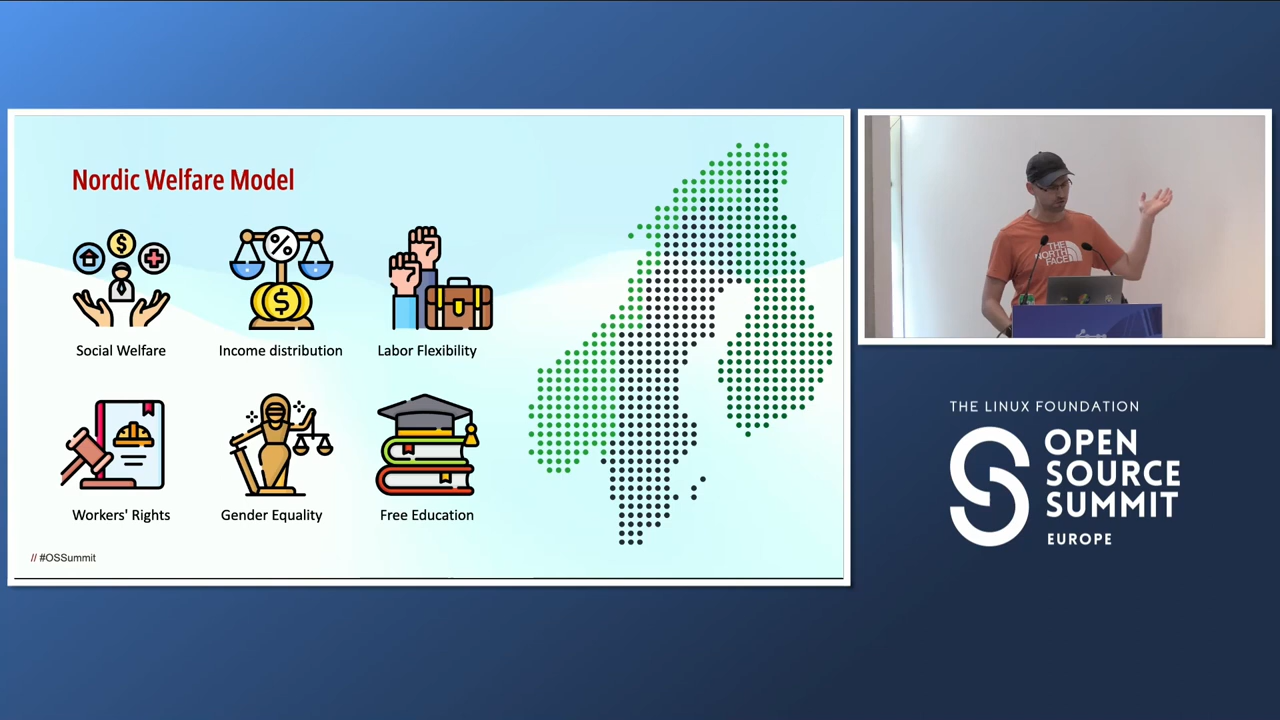 Nordic Welfare Model
$
%
$
Social Welfare
Income distribution
Labor Flexibility
Workers' Rights
Gender Equality
Free Education
// #OSSummit
THE
NORTH
FACE
THE LINUX FOUNDATION
OPEN
SOURCE
SUMMIT
EUROPE